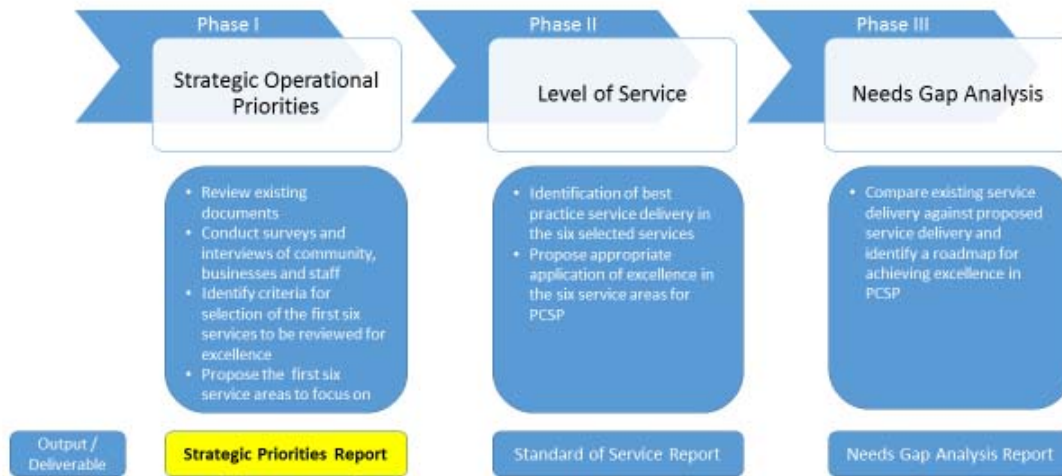 Phase I
Strategic Operational
Priorities
• Review existing
documents
• Conduct surveys and
interviews of community,
businesses and staff
• Identify criteria for
selection of the first six
services to be reviewed for
excellence
• Propose the first six
service areas to focus on
Phase II
Level of Service
• Identification of best
practice service delivery in
the six selected services
• Propose appropriate
application of excellence in
the six service areas for
PCSP
Phase III
Needs Gap Analysis
• Compare existing service
delivery against proposed
service delivery and
identify a roadmap for
achieving excellence in
PCSP
Output /
Deliverable
Strategic Priorities Report
Standard of Service Report
Needs Gap Analysis Report